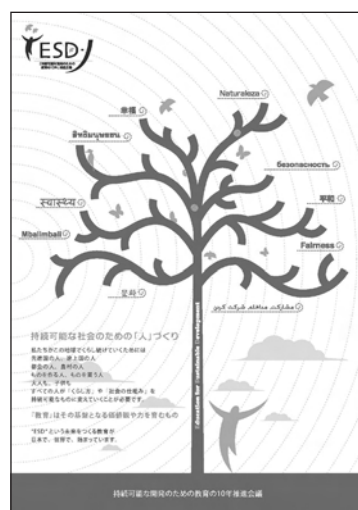 ESD・J
Naturaleza
幸福
สิทธิมนุษยชน
безопасность
स्वास्थ्य
平和
Mbalimbali
Fairness
문화
Education for Sustainable Development
持続可能な社会のための「人」づくり
私たちがこの地球でくらし続けていくためには
先進国の人、途上国の人
都会の人、農村の人
ものを作る人、ものを買う人
大人も、子供も
すべての人が「くらし方」や「社会の仕組み」を
持続可能なものに変えていくことが必要です。
「教育」はその基盤となる価値観や力を育むもの
"ESD"という未来をつくる教育が
日本で、世界で、始まっています。
持続可能な開発のための教育の10年推進会議